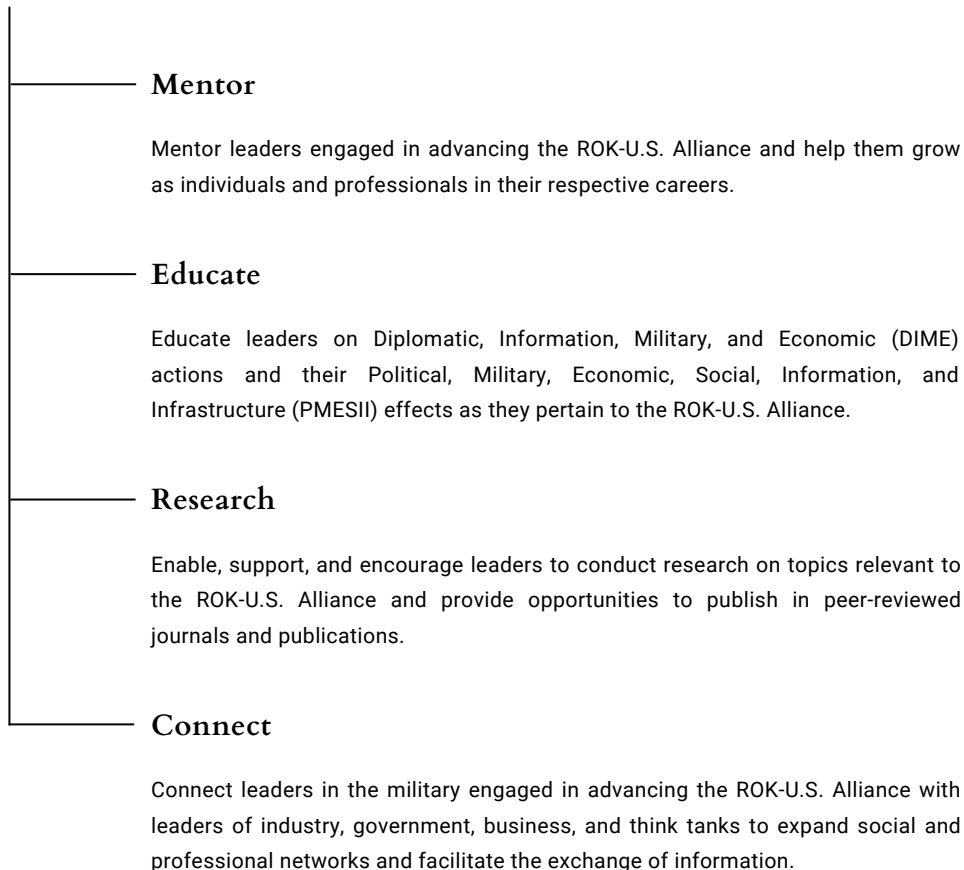 Mentor
Mentor leaders engaged in advancing the ROK-U.S. Alliance and help them grow
as individuals and professionals in their respective careers.
Educate
Educate leaders on Diplomatic, Information, Military, and Economic (DIME)
actions and their Political, Military, Economic, Social, Information, and
Infrastructure (PMESII) effects as they pertain to the ROK-U.S. Alliance.
Research
Enable, support, and encourage leaders to conduct research on topics relevant to
the ROK-U.S. Alliance and provide opportunities to publish in peer-reviewed
journals and publications.
Connect
Connect leaders in the military engaged in advancing the ROK-U.S. Alliance with
leaders of industry, government, business, and think tanks to expand social and
professional networks and facilitate the exchange of information.